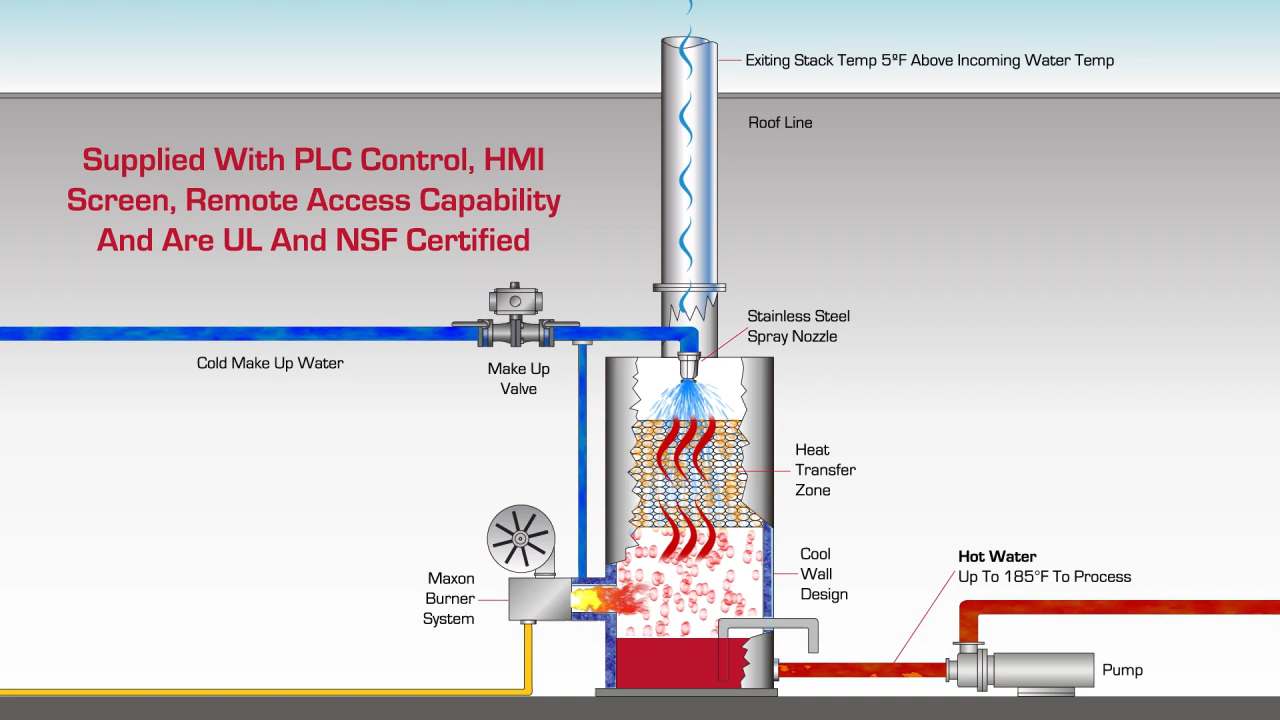 Exiting Stack Temp 5ºF Above Incoming Water Temp
Roof Line
Supplied With PLC Control, HMI
Screen, Remote Access Capability
And Are UL And NSF Certified
Stainless Steel
Spray Nozzle
Cold Make Up Water
Make Up
Valve
Heat
Transfer
Zone
Cool
Wall
Design
Hot Water
Up To 185°F To Process
Maxon
Burner
System
Pump